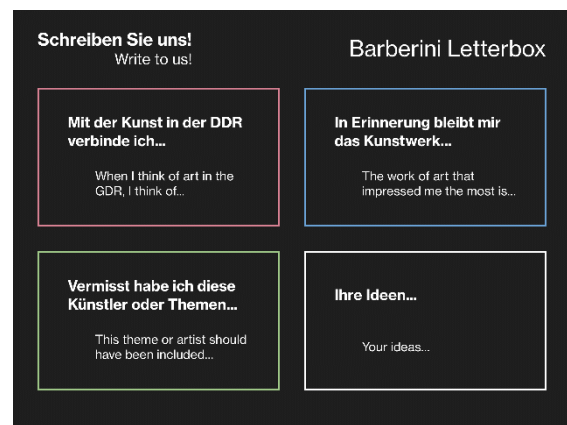 Schreiben Sie uns!
Write to us!
Barberini Letterbox
Mit der Kunst in der DDR
verbinde ich...
When I think of art in the
GDR, I think of...
In Erinnerung bleibt mir
das Kunstwerk...
The work of art that
impressed me the most is...
Vermisst habe ich diese
Künstler oder Themen...
This theme or artist should
have been included...
Ihre Ideen...
Your ideas...